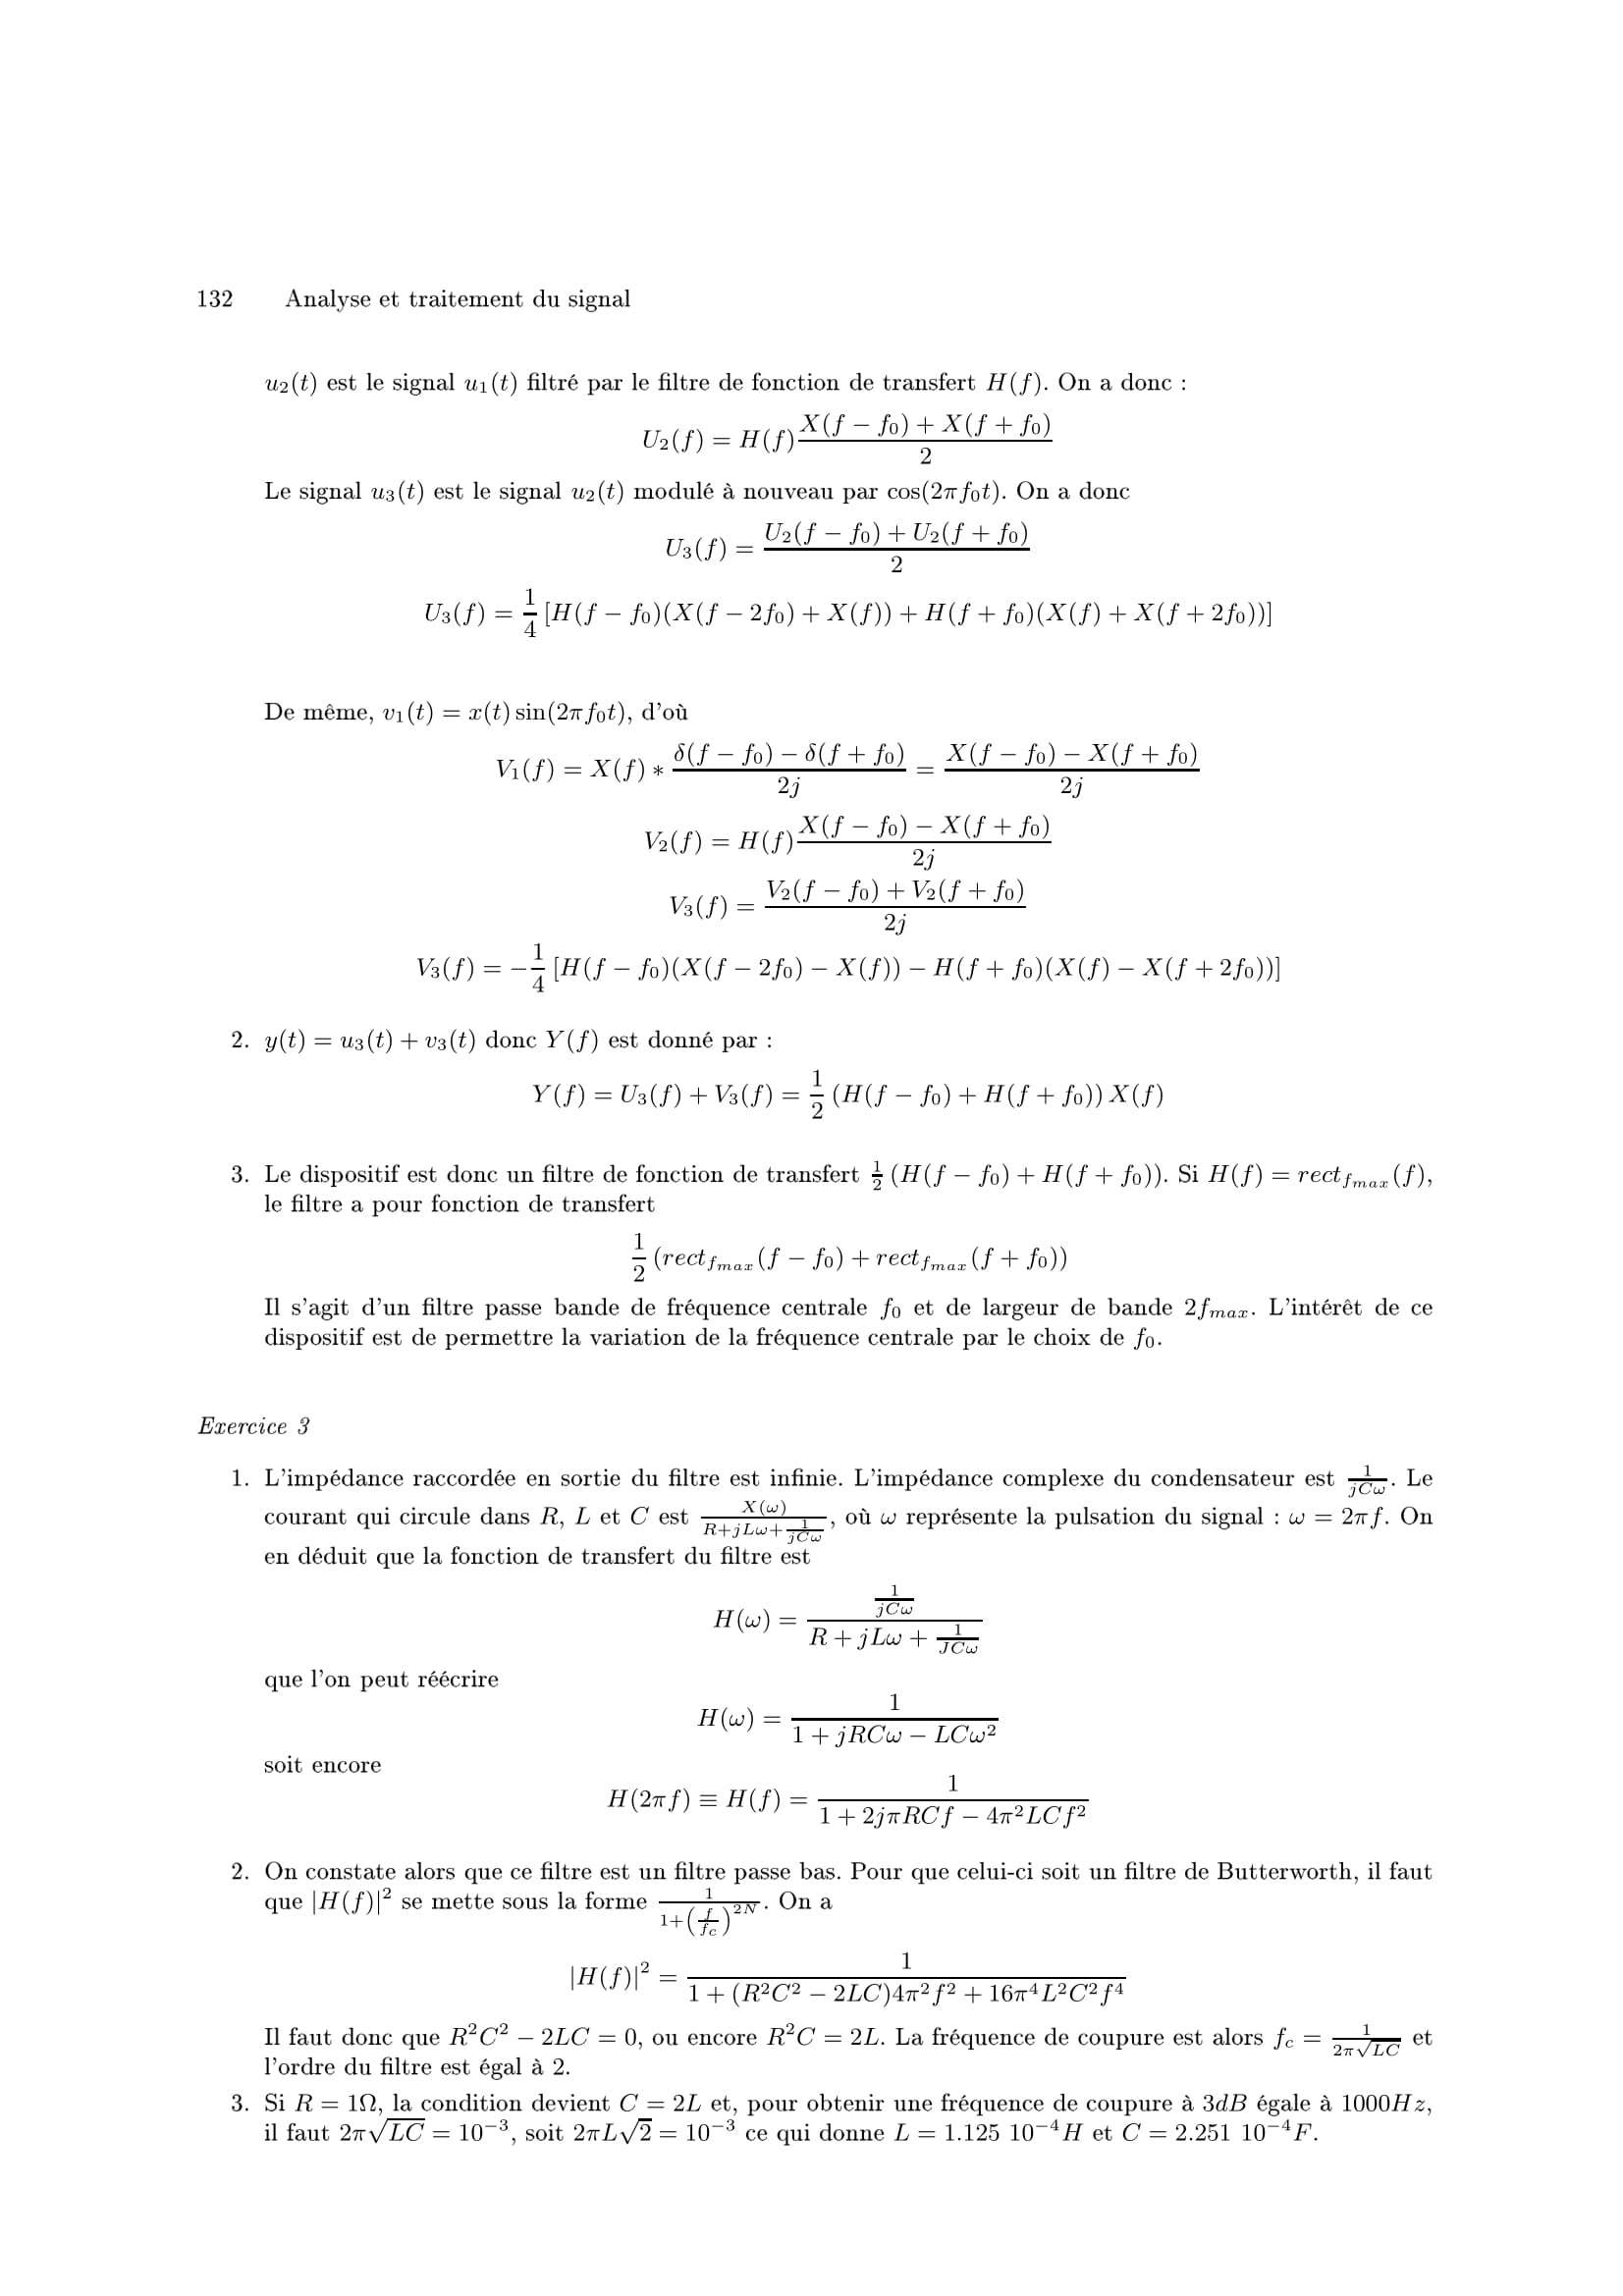 132 Analyse et traitement du signal
$u_2(t)$ est le signal $u_1(t)$ filtré par le filtre de fonction de transfert $H(f)$. On a donc :
$$U_2(f) = H(f)\frac{X(f - f_0) + X(f + f_0)}{2}$$
Le signal $u_3(t)$ est le signal $u_2(t)$ modulé à nouveau par $\cos(2\pi f_0 t)$. On a donc
$$U_3(f) = \frac{U_2(f - f_0) + U_2(f + f_0)}{2}$$
$$U_3(f) = \frac{1}{4}\left[H(f - f_0)(X(f - 2f_0) + X(f)) + H(f + f_0)(X(f) + X(f + 2f_0))\right]$$
De même, $v_1(t) = x(t)\sin(2\pi f_0 t)$, d'où
$$V_1(f) = X(f) * \frac{\delta(f - f_0) - \delta(f + f_0)}{2j} = \frac{X(f - f_0) - X(f + f_0)}{2j}$$
$$V_2(f) = H(f)\frac{X(f - f_0) - X(f + f_0)}{2j}$$
$$V_3(f) = \frac{V_2(f - f_0) + V_2(f + f_0)}{2j}$$
$$V_3(f) = -\frac{1}{4}\left[H(f - f_0)(X(f - 2f_0) - X(f)) - H(f + f_0)(X(f) - X(f + 2f_0))\right]$$
2. $y(t) = u_3(t) + v_3(t)$ donc $Y(f)$ est donné par :
$$Y(f) = U_3(f) + V_3(f) = \frac{1}{2}\left(H(f - f_0) + H(f + f_0)\right)X(f)$$
3. Le dispositif est donc un filtre de fonction de transfert $\frac{1}{2}(H(f - f_0) + H(f + f_0))$. Si $H(f) = rect_{f_{max}}(f)$,
le filtre a pour fonction de transfert
$$\frac{1}{2}\left(rect_{f_{max}}(f - f_0) + rect_{f_{max}}(f + f_0)\right)$$
Il s'agit d'un filtre passe bande de fréquence centrale $f_0$ et de largeur de bande $2f_{max}$. L'intérêt de ce
dispositif est de permettre la variation de la fréquence centrale par le choix de $f_0$.
Exercice 3
1. L'impédance raccordée en sortie du filtre est infinie. L'impédance complexe du condensateur est $\frac{1}{jC\omega}$. Le
courant qui circule dans $R$, $L$ et $C$ est $\frac{X(\omega)}{R+jL\omega+\frac{1}{jC\omega}}$, où $\omega$ représente la pulsation du signal : $\omega = 2\pi f$. On
en déduit que la fonction de transfert du filtre est
$$H(\omega) = \frac{\frac{1}{jC\omega}}{R + jL\omega + \frac{1}{JC\omega}}$$
que l'on peut réécrire
$$H(\omega) = \frac{1}{1 + jRC\omega - LC\omega^2}$$
soit encore
$$H(2\pi f) \equiv H(f) = \frac{1}{1 + 2j\pi RCf - 4\pi^2 LCf^2}$$
2. On constate alors que ce filtre est un filtre passe bas. Pour que celui-ci soit un filtre de Butterworth, il faut
que $|H(f)|^2$ se mette sous la forme $\frac{1}{1+\left(\frac{f}{f_c}\right)^{2N}}$. On a
$$|H(f)|^2 = \frac{1}{1 + (R^2C^2 - 2LC)4\pi^2 f^2 + 16\pi^4 L^2C^2 f^4}$$
Il faut donc que $R^2C^2 - 2LC = 0$, ou encore $R^2C = 2L$. La fréquence de coupure est alors $f_c = \frac{1}{2\pi\sqrt{LC}}$ et
l'ordre du filtre est égal à 2.
3. Si $R = 1\Omega$, la condition devient $C = 2L$ et, pour obtenir une fréquence de coupure à $3dB$ égale à $1000Hz$,
il faut $2\pi\sqrt{LC} = 10^{-3}$, soit $2\pi L\sqrt{2} = 10^{-3}$ ce qui donne $L = 1.125\ 10^{-4}H$ et $C = 2.251\ 10^{-4}F$.